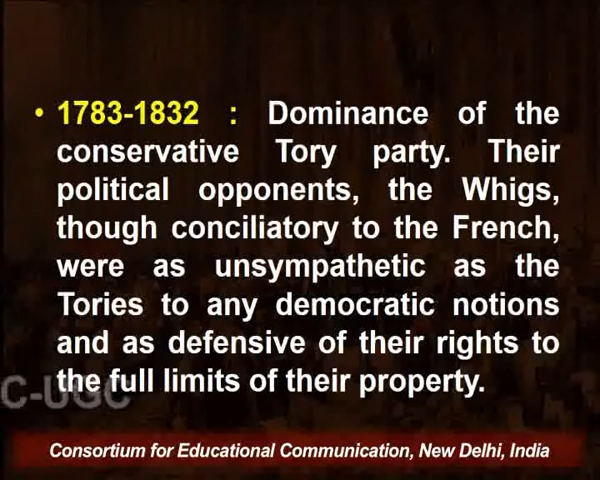 • 1783-1832 : Dominance of the
conservative Tory party. Their
political opponents, the Whigs,
though conciliatory to the French,
were as unsympathetic as the
Tories to any democratic notions
and as defensive of their rights to
the full limits of their property.
C-UGC
Consortium for Educational Communication, New Delhi, India